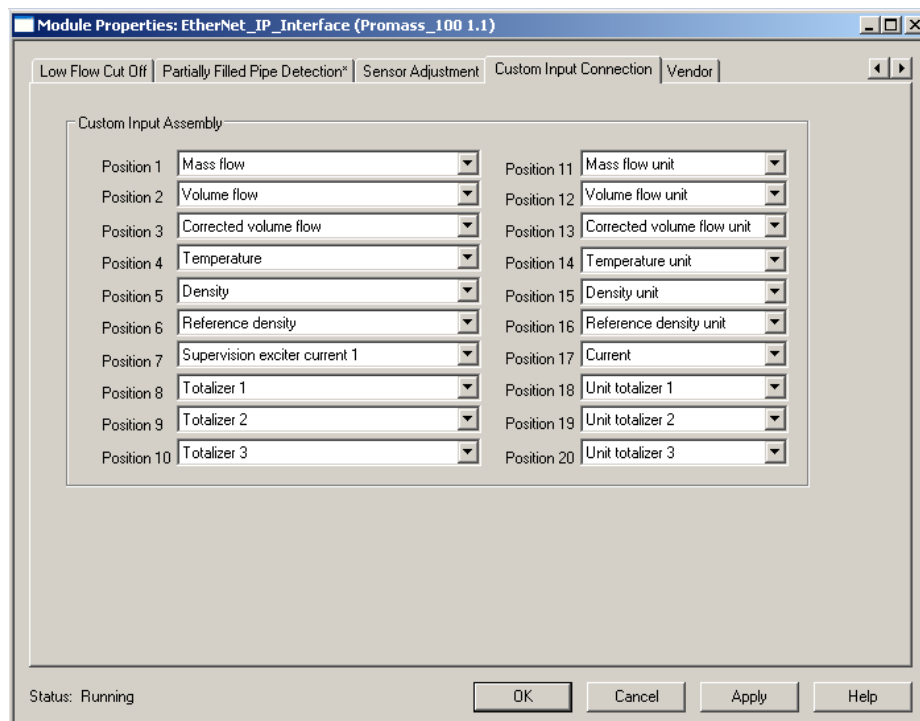 Module Properties: EtherNet_IP_Interface (Promass_100 1.1)
Low Flow Cut Off Partially Filled Pipe Detection* Sensor Adjustment Custom Input Connection Vendor
Custom Input Assembly
Position 1 Mass flow Position 11 Mass flow unit
Position 2 Volume flow Position 12 Volume flow unit
Position 3 Corrected volume flow Position 13 Corrected volume flow unit
Position 4 Temperature Position 14 Temperature unit
Position 5 Density Position 15 Density unit
Position 6 Reference density Position 16 Reference density unit
Position 7 Supervision exciter current 1 Position 17 Current
Position 8 Totalizer 1 Position 18 Unit totalizer 1
Position 9 Totalizer 2 Position 19 Unit totalizer 2
Position 10 Totalizer 3 Position 20 Unit totalizer 3
Status: Running OK Cancel Apply Help